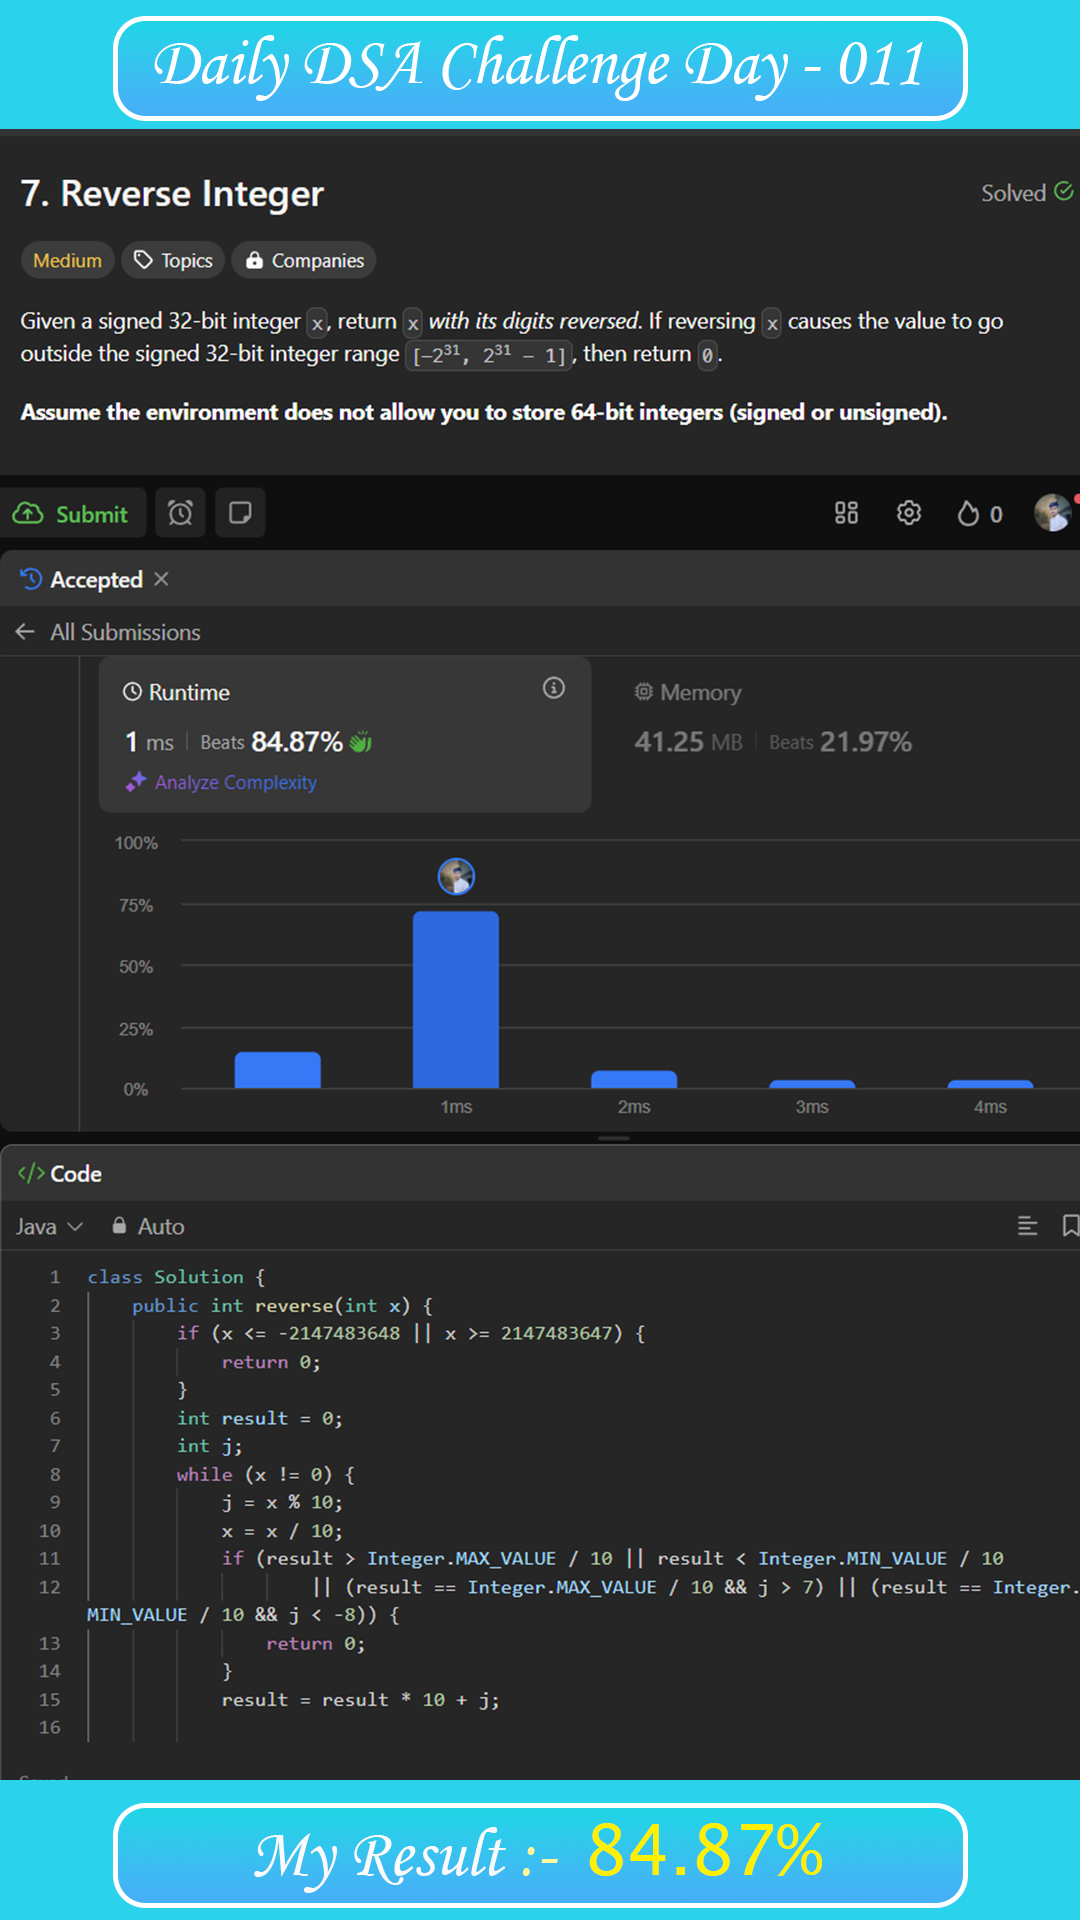 Daily DSA Challenge Day - 011
7. Reverse Integer
Solved
Medium Topics Companies
Given a signed 32-bit integer x, return x with its digits reversed. If reversing x causes the value to go
outside the signed 32-bit integer range [-2³¹, 2³¹ - 1], then return 0.
Assume the environment does not allow you to store 64-bit integers (signed or unsigned).
Submit 0
Accepted
All Submissions
Runtime
1 ms | Beats 84.87%
Analyze Complexity
Memory
41.25 MB | Beats 21.97%
100%
75%
50%
25%
0%
1ms 2ms 3ms 4ms
</> Code
Java Auto
1 class Solution {
2 public int reverse(int x) {
3 if (x <= -2147483648 || x >= 2147483647) {
4 return 0;
5 }
6 int result = 0;
7 int j;
8 while (x != 0) {
9 j = x % 10;
10 x = x / 10;
11 if (result > Integer.MAX_VALUE / 10 || result < Integer.MIN_VALUE / 10
12 || (result == Integer.MAX_VALUE / 10 && j > 7) || (result == Integer.
MIN_VALUE / 10 && j < -8)) {
13 return 0;
14 }
15 result = result * 10 + j;
16
My Result :- 84.87%